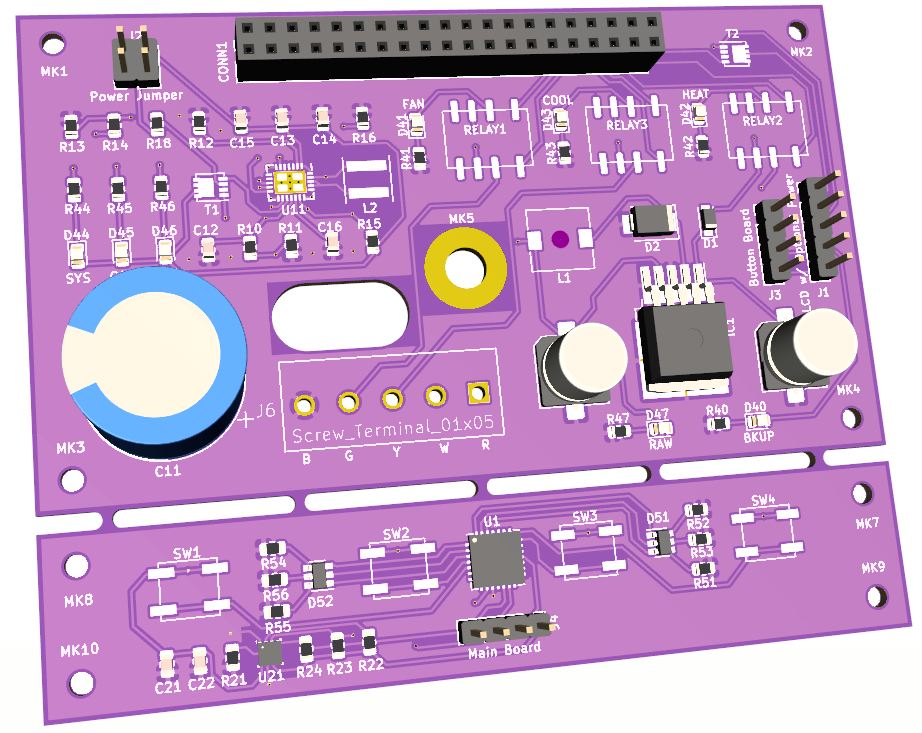 J2
CONN1
T2
MK1
MK2
Power Jumper
FAN
COOL
HEAT
D41
D43
D42
RELAY1
RELAY3
RELAY2
R13
R14
R18
R12
C15
C13
C14
R16
R41
R43
R42
R44
R45
R46
T1
U11
L2
MK5
D44
D45
D46
C12
R10
R11
C16
R15
SYS
L1
D2
D1
Button Board
J3
J1
MK4
J6
Screw_Terminal_01x05
B
G
Y
W
R
MK3
C11
R47
D47
RAW
R40
D40
BKUP
SW1
SW2
U1
SW3
D51
R52
SW4
MK7
R54
R56
D52
R55
R53
R51
MK9
MK8
MK10
C21
C22
R21
U21
R24
R23
R22
Main Board